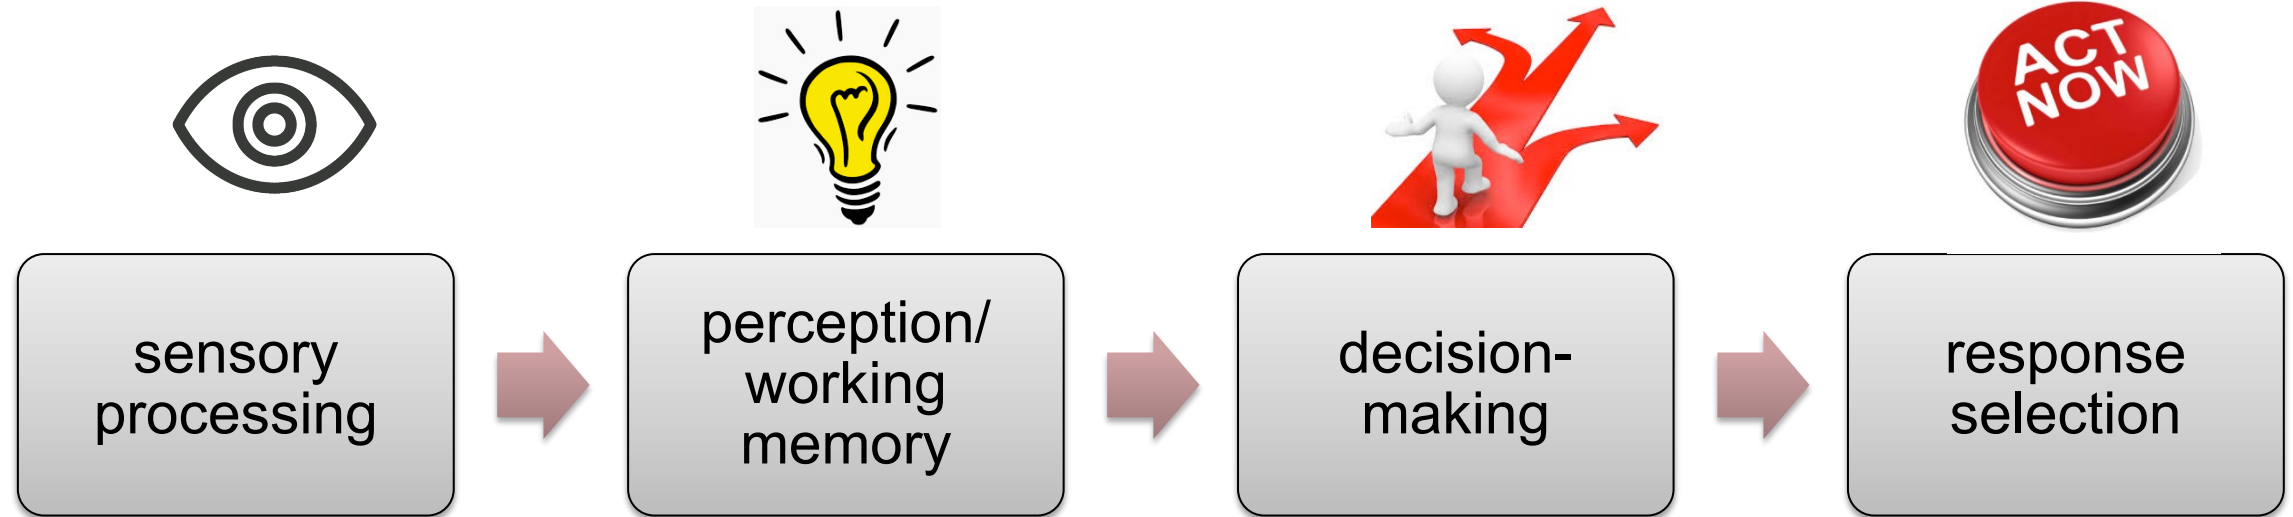 ACT
NOW
sensory
processing
perception/
working
memory
decision-
making
response
selection